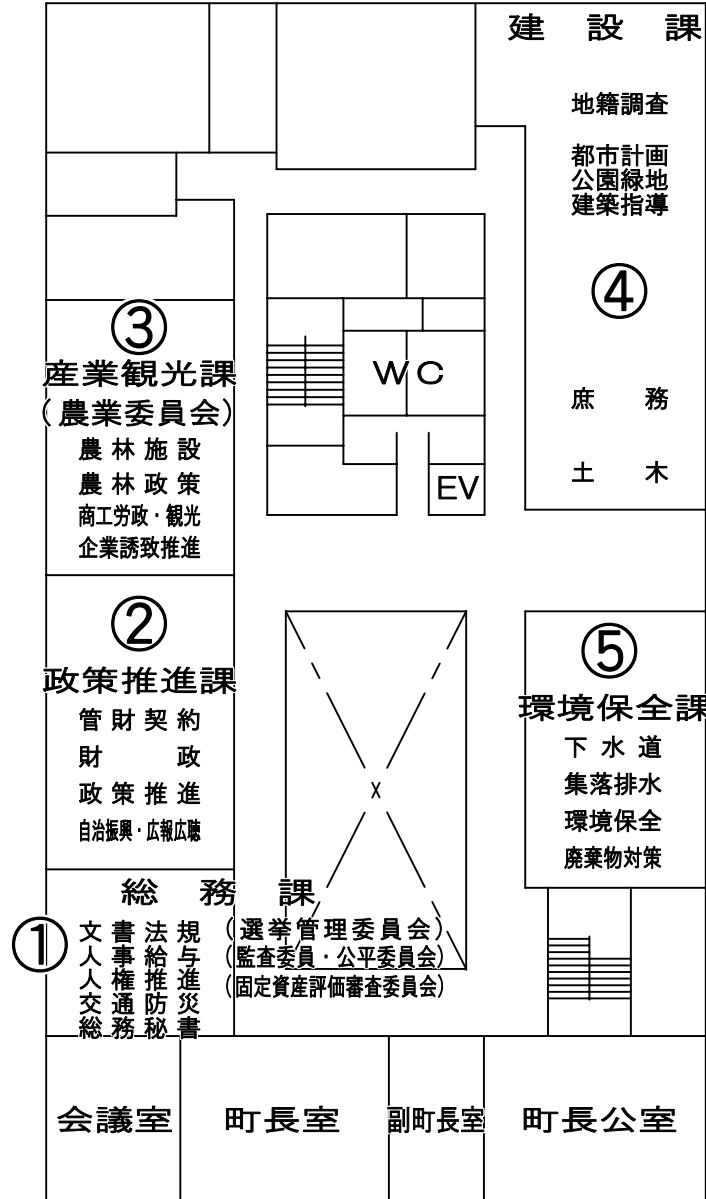 建設課
地籍調査
都市計画
公園緑地
建築指導
④
庶務
土木
③
産業観光課
(農業委員会)
農林施設
農林政策
商工労政・観光
企業誘致推進
WC
EV
②
政策推進課
管財契約
財政
政策推進
自治振興・広報広聴
⑤
環境保全課
下水道
集落排水
環境保全
廃棄物対策
①
総務課
文書法規
人事給与
人権推進
交通防災
総務秘書
(選挙管理委員会)
(監査委員・公平委員会)
(固定資産評価審査委員会)
会議室
町長室
副町長室
町長公室